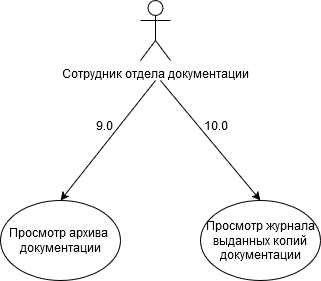 Сотрудник отдела документации
9.0
10.0
Просмотр архива
документации
Просмотр журнала
выданных копий
документации